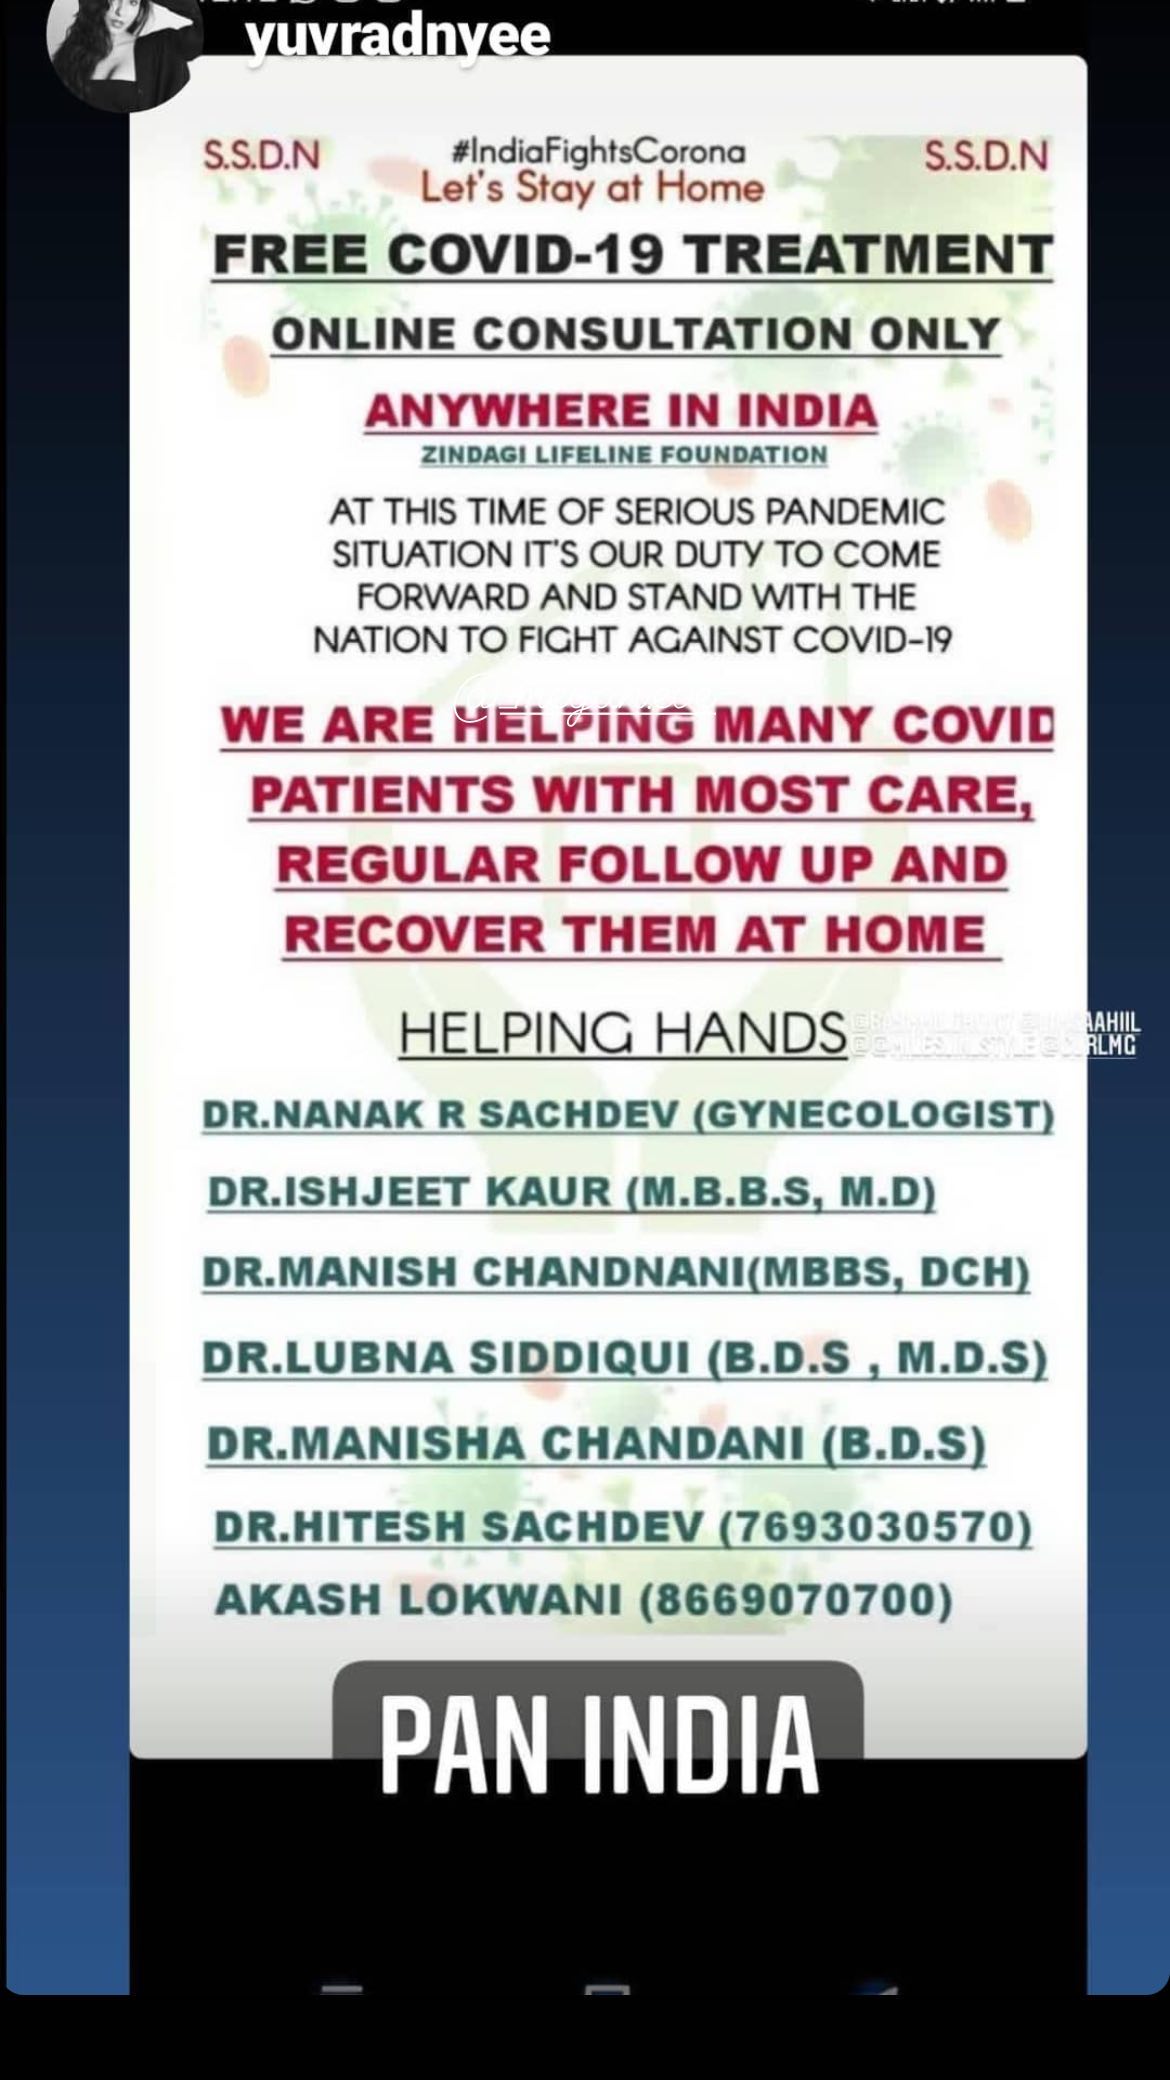 yuvradnyee
S.S.D.N
#IndiaFightsCorona
S.S.D.N
Let's Stay at Home
FREE COVID-19 TREATMENT
ONLINE CONSULTATION ONLY
ANYWHERE IN INDIA
ZINDAGI LIFELINE FOUNDATION
AT THIS TIME OF SERIOUS PANDEMIC
SITUATION IT'S OUR DUTY TO COME
FORWARD AND STAND WITH THE
NATION TO FIGHT AGAINST COVID-19
WE ARE HELPING MANY COVID
PATIENTS WITH MOST CARE,
REGULAR FOLLOW UP AND
RECOVER THEM AT HOME
HELPING HANDS
DR.NANAK R SACHDEV (GYNECOLOGIST)
DR.ISHJEET KAUR (M.B.B.S, M.D)
DR.MANISH CHANDNANI(MBBS, DCH)
DR.LUBNA SIDDIQUI (B.D.S , M.D.S)
DR.MANISHA CHANDANI (B.D.S)
DR.HITESH SACHDEV (7693030570)
AKASH LOKWANI (8669070700)
PAN INDIA